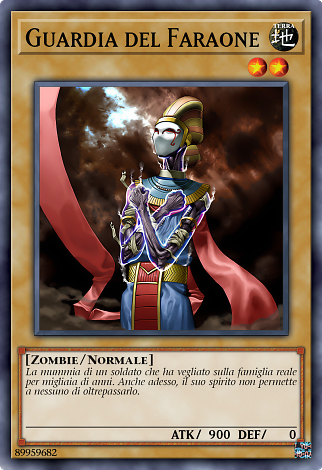 Guardia del Faraone
TERRA
地
[Zombie/Normale]
La mummia di un soldato che ha vegliato sulla famiglia reale
per migliaia di anni. Anche adesso, il suo spirito non permette
a nessuno di oltrepassarlo.
ATK/ 900 DEF/ 0
89959682